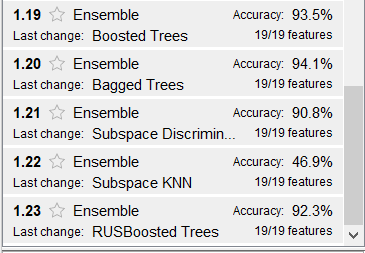 1.19 Ensemble Accuracy: 93.5%
Last change: Boosted Trees 19/19 features
1.20 Ensemble Accuracy: 94.1%
Last change: Bagged Trees 19/19 features
1.21 Ensemble Accuracy: 90.8%
Last change: Subspace Discrimin... 19/19 features
1.22 Ensemble Accuracy: 46.9%
Last change: Subspace KNN 19/19 features
1.23 Ensemble Accuracy: 92.3%
Last change: RUSBoosted Trees 19/19 features